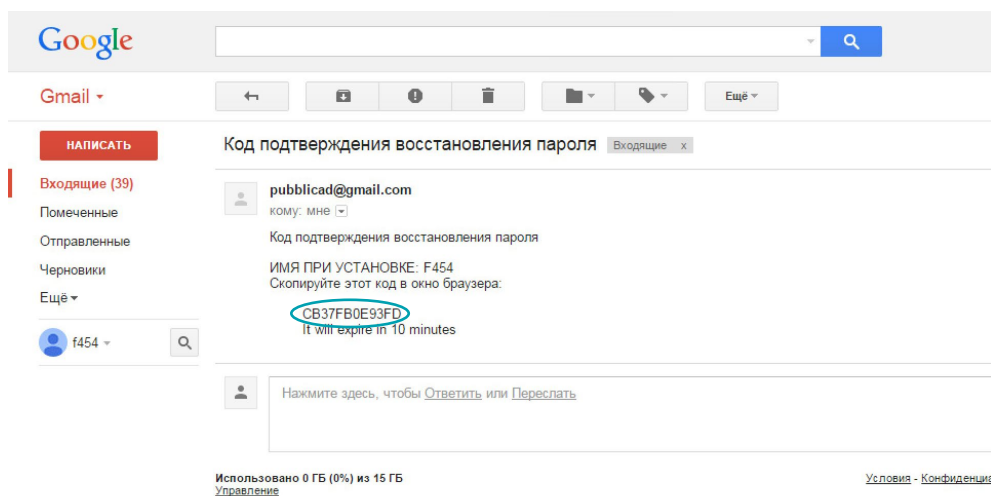 Google
Gmail
Ещё
НАПИСАТЬ
Код подтверждения восстановления пароля Входящие x
Входящие (39)
Помеченные
Отправленные
Черновики
Ещё
f454
pubblicad@gmail.com
кому: мне
Код подтверждения восстановления пароля
ИМЯ ПРИ УСТАНОВКЕ: F454
Скопируйте этот код в окно браузера:
CB37FB0E93FD
It will expire in 10 minutes
Нажмите здесь, чтобы Ответить или Переслать
Использовано 0 ГБ (0%) из 15 ГБ
Управление
Условия - Конфиденциа